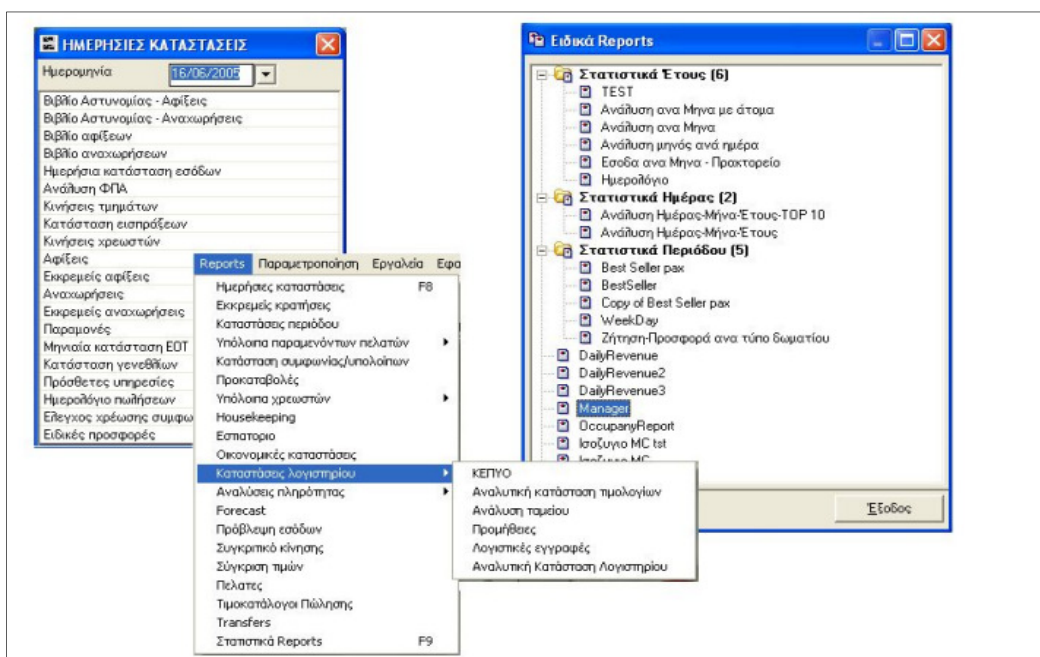 ΗΜΕΡΗΣΙΕΣ ΚΑΤΑΣΤΑΣΕΙΣ
Ημερομηνία 16/06/2005
Βιβλίο Αστυνομίας - Αφίξεις
Βιβλίο Αστυνομίας - Αναχωρήσεις
Βιβλίο αφίξεων
Βιβλίο αναχωρήσεων
Ημερήσια κατάσταση εσόδων
Ανάλυση ΦΠΑ
Κινήσεις τμημάτων
Κατάσταση εισπράξεων
Κινήσεις χρεωστών
Αφίξεις
Εκκρεμείς αφίξεις
Αναχωρήσεις
Εκκρεμείς αναχωρήσεις
Παραμονές
Μηνιαία κατάσταση ΕΟΤ
Κατάσταση γενεθλίων
Πρόσθετες υπηρεσίες
Ημερολόγιο πωλήσεων
Ελεγχος χρέωσης συμφω
Ειδικές προσφορές
Reports Παραμετροποίηση Εργαλεία Εφα
Ημερήσες καταστάσεις F8
Εκκρεμείς κρατήσεις
Καταστάσεις περιόδου
Υπόλοιπα παραμενόντων πελατών
Κατάσταση συμφωνίας/υπολοίπων
Προκαταβολές
Υπόλοιπα χρεωστών
Housekeeping
Εσπατοριο
Οικονομικές καταστάσεις
Καταστάσεις λογιστηρίου
Αναλύσεις πληρότητας
Forecast
Πρόβλεψη εσόδων
Συγκριτικό κίνησης
Σύγκριση τιμών
Πελατες
Τιμοκατάλογοι Πώλησης
Transfers
Στατιστικά Reports F9
ΚΕΠΥΟ
Αναλυτική κατάσταση τιμολογίων
Ανάλυση ταμείου
Προμήθειες
Λογιστικές εγγραφές
Αναλυτική Κατάσταση Λογιστηρίου
Ειδικά Reports
Στατιστικά Έτους (6)
TEST
Ανάλυση ανα Μηνα με άτομα
Ανάλυση ανα Μηνα
Ανάλυση μηνός ανά ημέρα
Εσοδα ανα Μηνα - Πρακτορείο
Ημερολόγιο
Στατιστικά Ημέρας (2)
Ανάλυση Ημέρας-Μήνα-Έτους-TOP 10
Ανάλυση Ημέρας-Μήνα-Έτους
Στατιστικά Περιόδου (5)
Best Seller pax
BestSeller
Copy of Best Seller pax
WeekDay
Ζήτηση-Προσφορά ανα τύπο δωματίου
DailyRevenue
DailyRevenue2
DailyRevenue3
Manager
OccupanyReport
Ισοζυγιο MC tst
Ισοζυγιο MC
Έξοδος